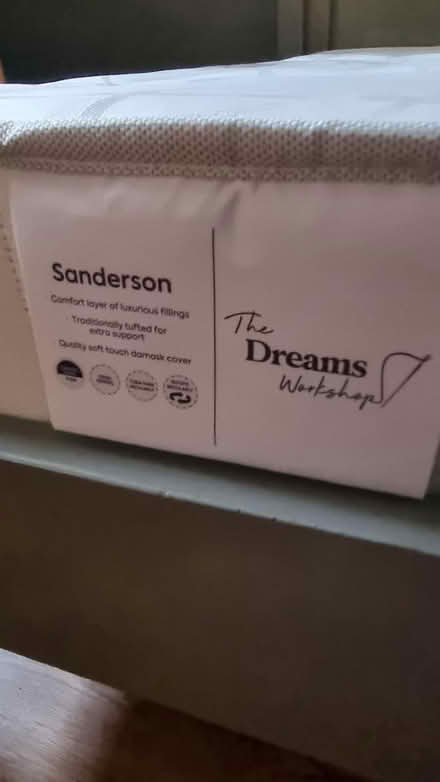 Sanderson
Comfort layer of luxurious fillings
Traditionally tufted for
extra support
Quality soft touch damask cover
The
Dreams
Workshop